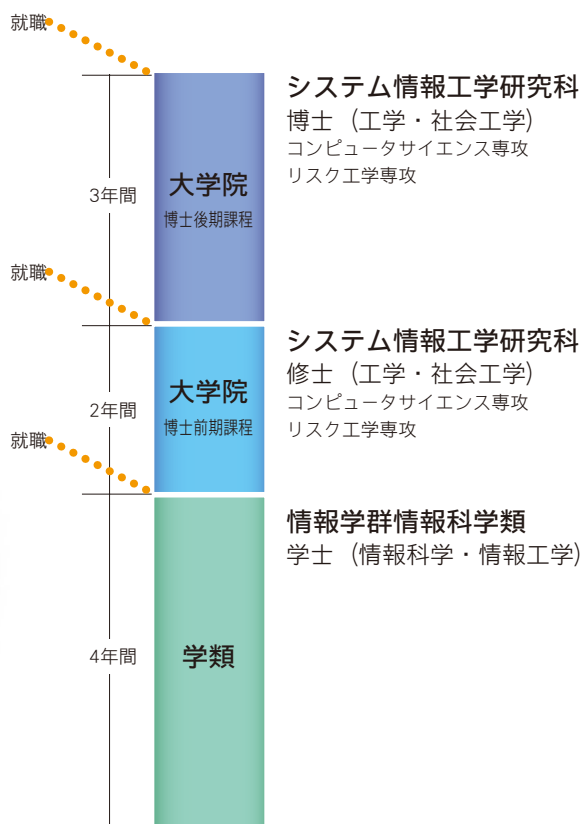 就職
システム情報工学研究科
博士（工学・社会工学）
コンピュータサイエンス専攻
リスク工学専攻
大学院
博士後期課程
3年間
就職
システム情報工学研究科
修士（工学・社会工学）
コンピュータサイエンス専攻
リスク工学専攻
大学院
博士前期課程
2年間
就職
情報学群情報科学類
学士（情報科学・情報工学）
4年間
学類